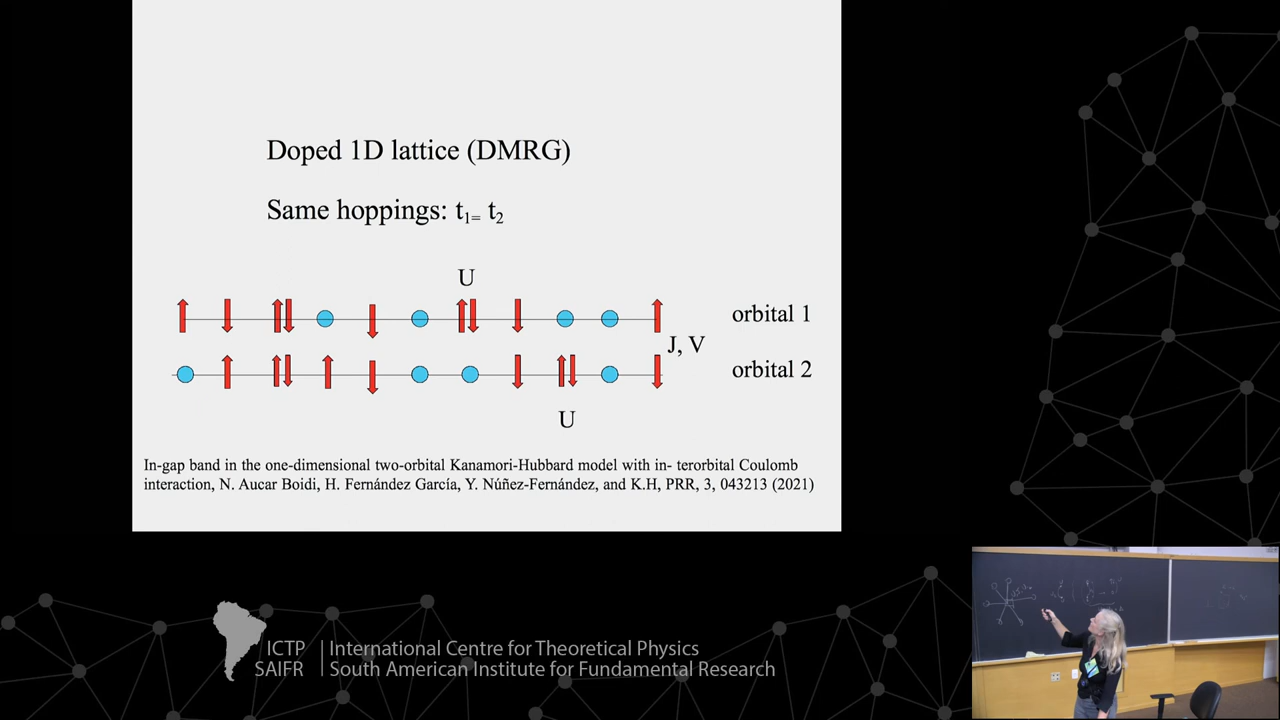 Doped 1D lattice (DMRG)
Same hoppings: t1= t2
U
orbital 1
J, V
orbital 2
U
In-gap band in the one-dimensional two-orbital Kanamori-Hubbard model with in- terorbital Coulomb
interaction, N. Aucar Boidi, H. Fernández García, Y. Núñez-Fernández, and K.H, PRR, 3, 043213 (2021)
ICTP
SAIFR
International Centre for Theoretical Physics
South American Institute for Fundamental Research